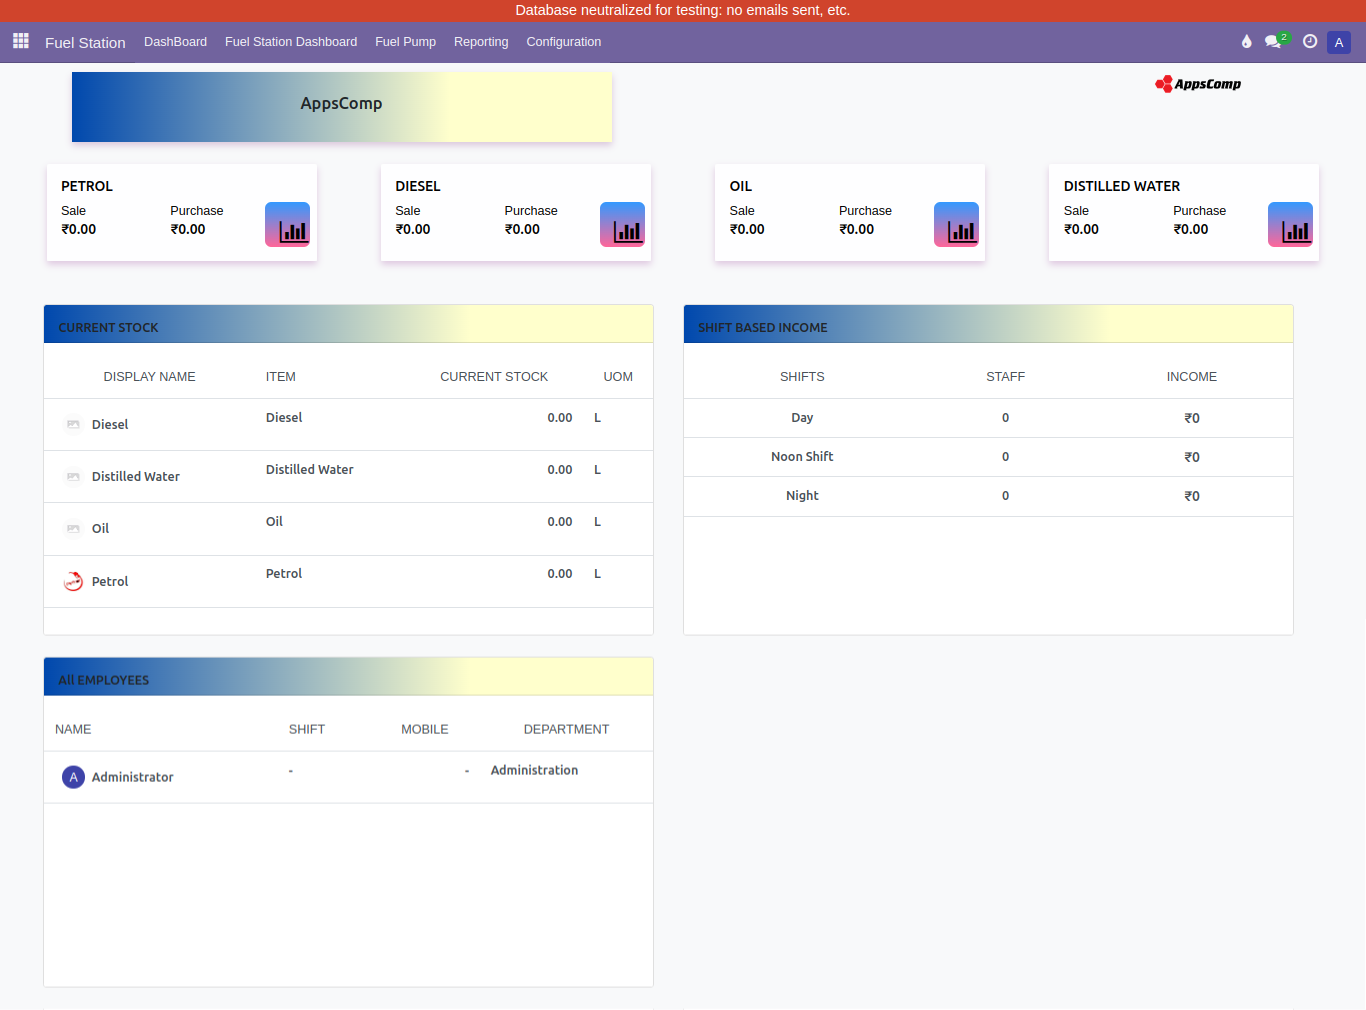 Database neutralized for testing: no emails sent, etc.
Fuel Station DashBoard Fuel Station Dashboard Fuel Pump Reporting Configuration 2 A
AppsComp
AppsComp
PETROL
Sale Purchase
₹0.00 ₹0.00
DIESEL
Sale Purchase
₹0.00 ₹0.00
OIL
Sale Purchase
₹0.00 ₹0.00
DISTILLED WATER
Sale Purchase
₹0.00 ₹0.00
CURRENT STOCK
DISPLAY NAME ITEM CURRENT STOCK UOM
Diesel Diesel 0.00 L
Distilled Water Distilled Water 0.00 L
Oil Oil 0.00 L
Petrol Petrol 0.00 L
SHIFT BASED INCOME
SHIFTS STAFF INCOME
Day 0 ₹0
Noon Shift 0 ₹0
Night 0 ₹0
All EMPLOYEES
NAME SHIFT MOBILE DEPARTMENT
A Administrator - - Administration